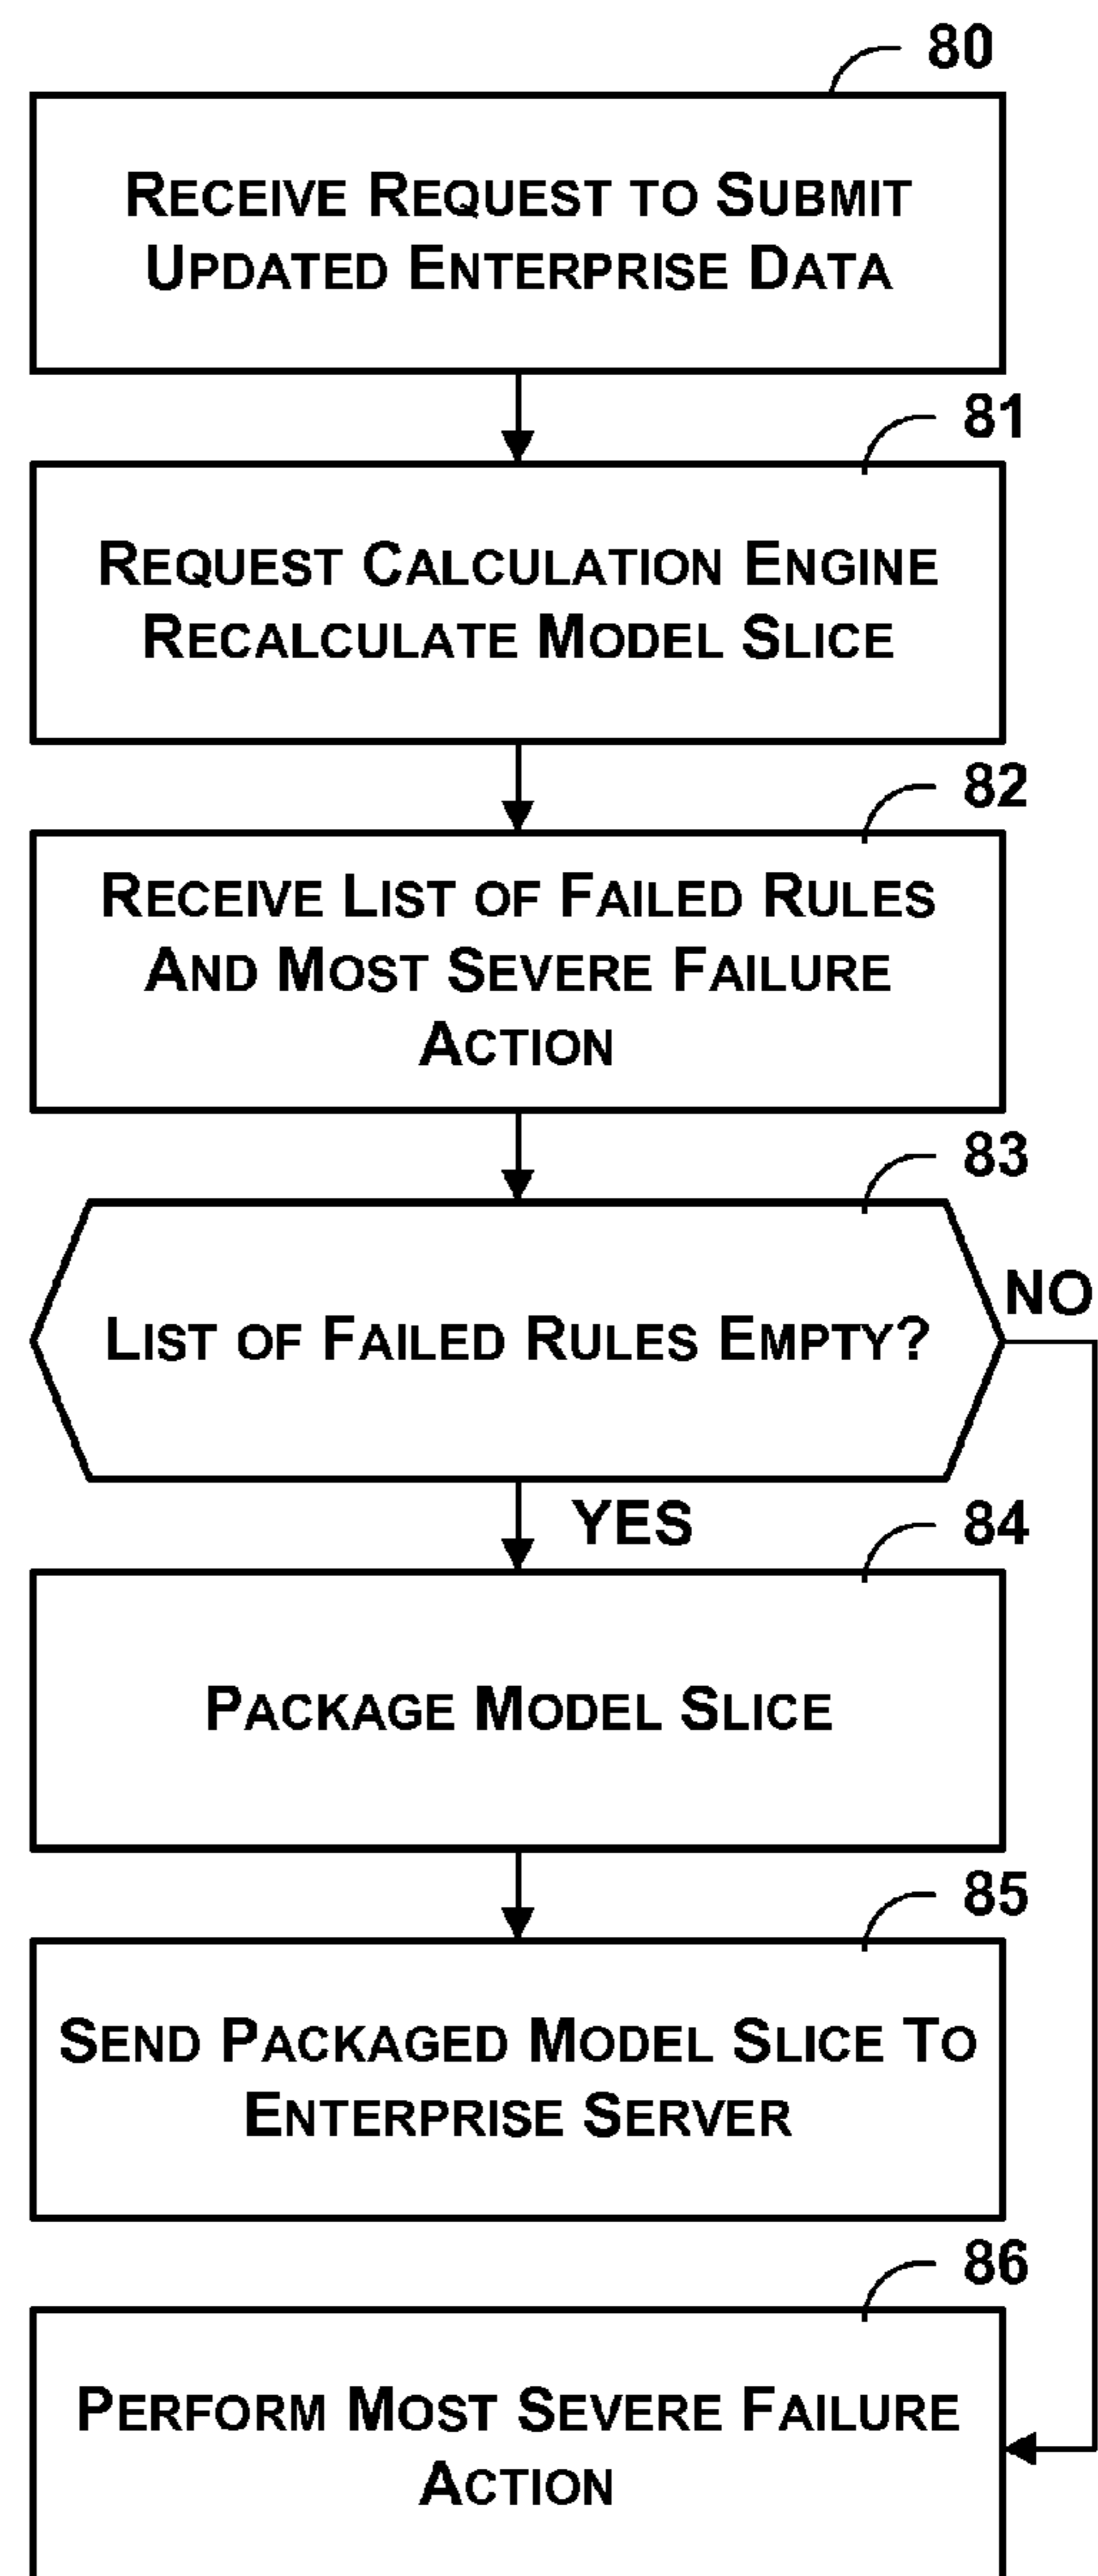 80
RECEIVE REQUEST TO SUBMIT
UPDATED ENTERPRISE DATA
81
REQUEST CALCULATION ENGINE
RECALCULATE MODEL SLICE
82
RECEIVE LIST OF FAILED RULES
AND MOST SEVERE FAILURE
ACTION
83
LIST OF FAILED RULES EMPTY?
NO
YES
84
PACKAGE MODEL SLICE
85
SEND PACKAGED MODEL SLICE TO
ENTERPRISE SERVER
86
PERFORM MOST SEVERE FAILURE
ACTION